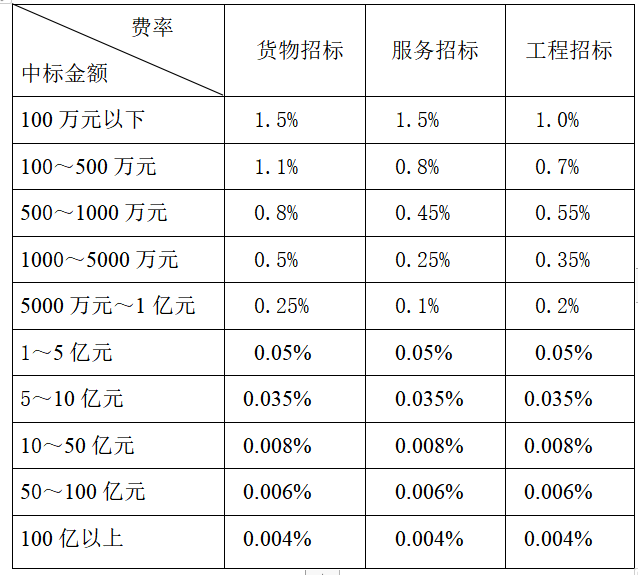 费率
中标金额
货物招标 服务招标 工程招标
100 万元以下 1.5% 1.5% 1.0%
100～500 万元 1.1% 0.8% 0.7%
500～1000 万元 0.8% 0.45% 0.55%
1000～5000 万元 0.5% 0.25% 0.35%
5000 万元～1 亿元 0.25% 0.1% 0.2%
1～5 亿元 0.05% 0.05% 0.05%
5～10 亿元 0.035% 0.035% 0.035%
10～50 亿元 0.008% 0.008% 0.008%
50～100 亿元 0.006% 0.006% 0.006%
100 亿以上 0.004% 0.004% 0.004%